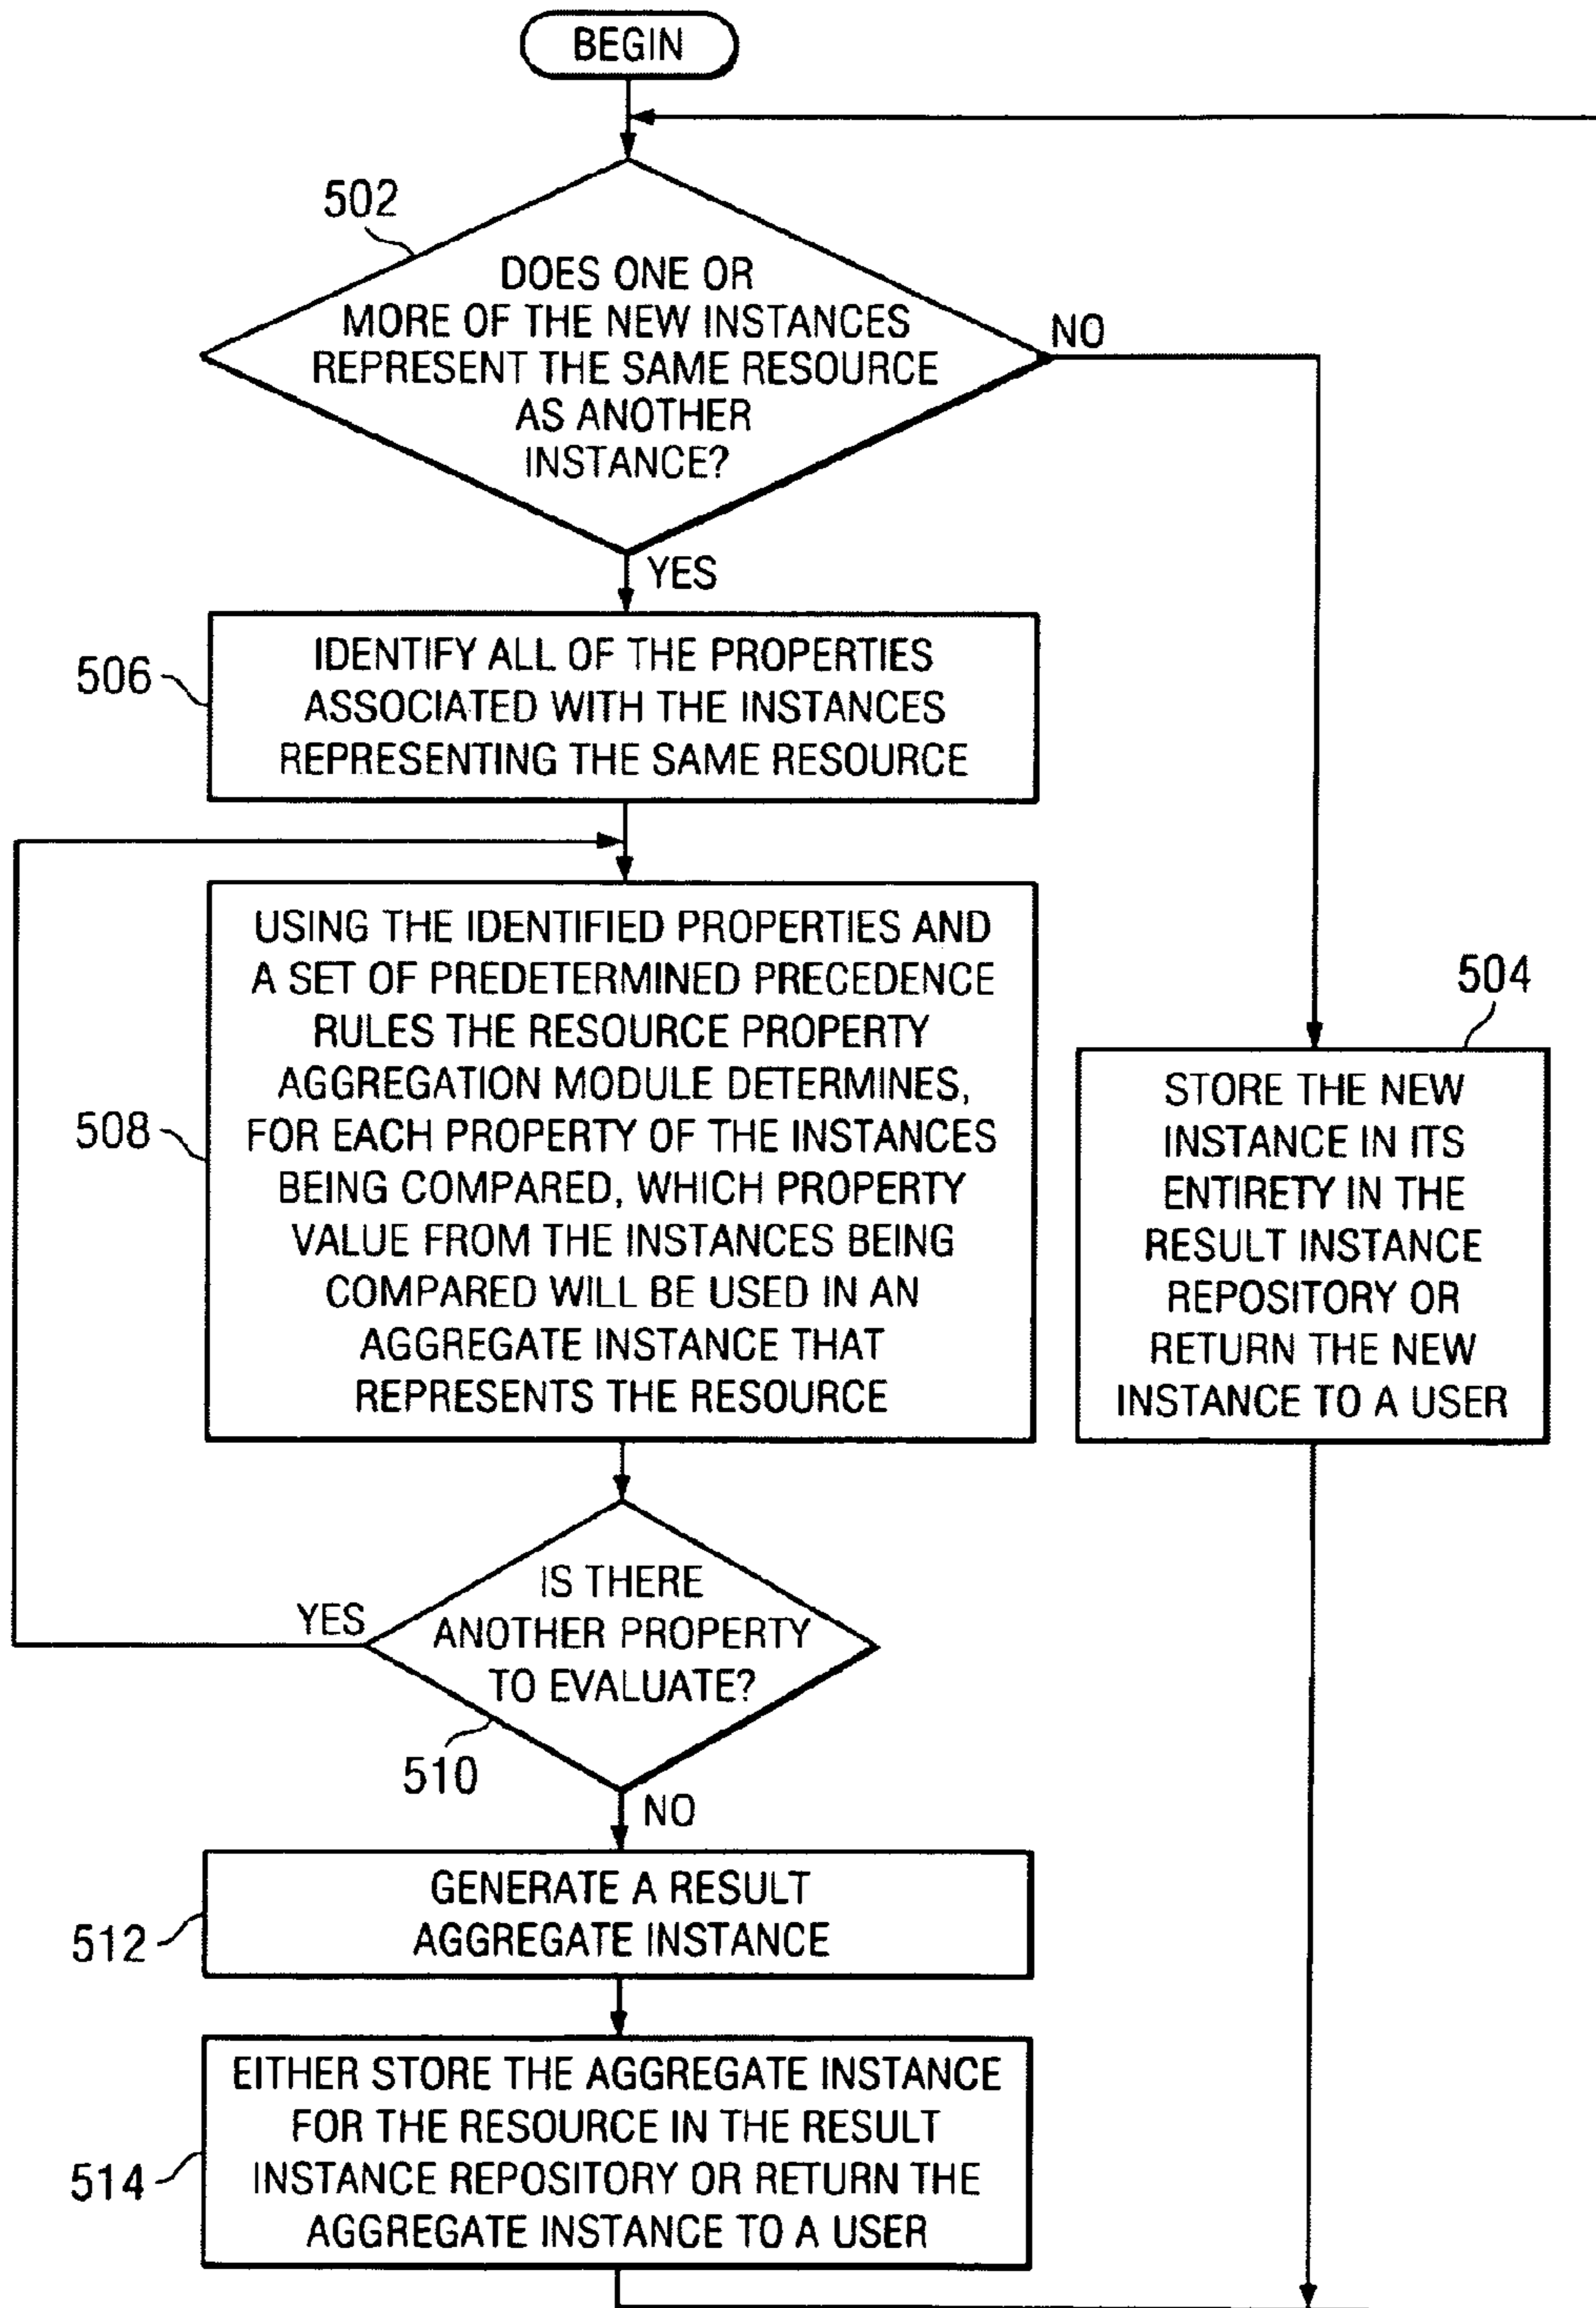 BEGIN
502
DOES ONE OR
MORE OF THE NEW INSTANCES
REPRESENT THE SAME RESOURCE
AS ANOTHER
INSTANCE?
NO
YES
506
IDENTIFY ALL OF THE PROPERTIES
ASSOCIATED WITH THE INSTANCES
REPRESENTING THE SAME RESOURCE
508
USING THE IDENTIFIED PROPERTIES AND
A SET OF PREDETERMINED PRECEDENCE
RULES THE RESOURCE PROPERTY
AGGREGATION MODULE DETERMINES,
FOR EACH PROPERTY OF THE INSTANCES
BEING COMPARED, WHICH PROPERTY
VALUE FROM THE INSTANCES BEING
COMPARED WILL BE USED IN AN
AGGREGATE INSTANCE THAT
REPRESENTS THE RESOURCE
504
STORE THE NEW
INSTANCE IN ITS
ENTIRETY IN THE
RESULT INSTANCE
REPOSITORY OR
RETURN THE NEW
INSTANCE TO A USER
YES
IS THERE
ANOTHER PROPERTY
TO EVALUATE?
510
NO
512
GENERATE A RESULT
AGGREGATE INSTANCE
514
EITHER STORE THE AGGREGATE INSTANCE
FOR THE RESOURCE IN THE RESULT
INSTANCE REPOSITORY OR RETURN THE
AGGREGATE INSTANCE TO A USER